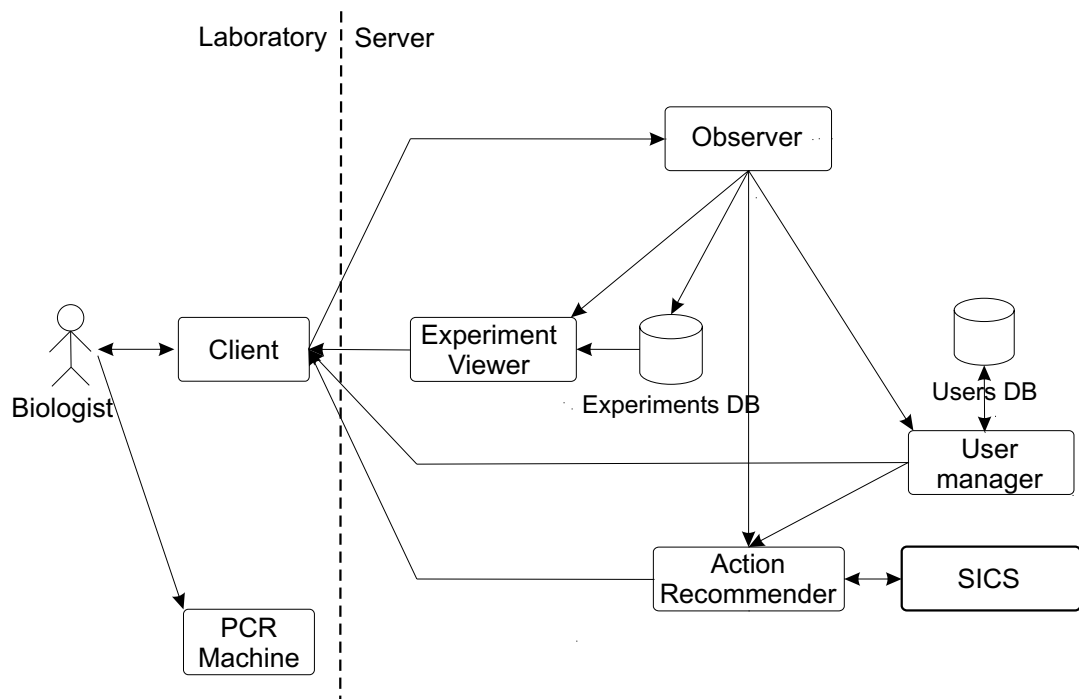 Laboratory
Server
Observer
Client
Experiment
Viewer
Experiments DB
Users DB
Biologist
User
manager
Action
Recommender
SICS
PCR
Machine